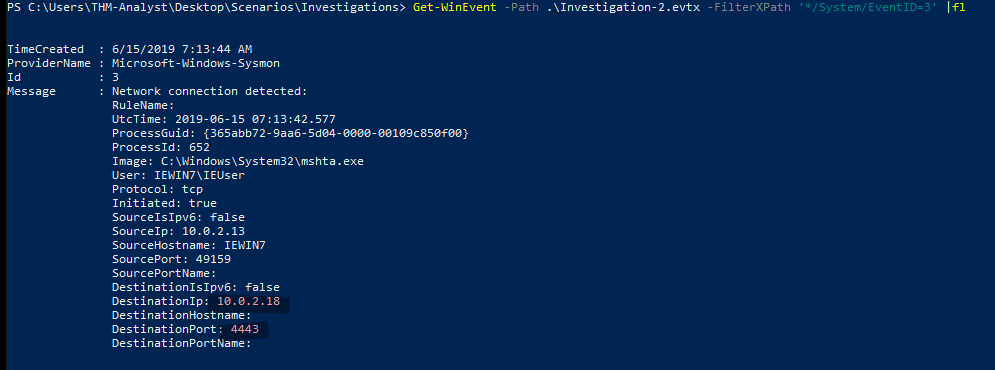 PS C:\Users\THM-Analyst\Desktop\Scenarios\Investigations> Get-WinEvent -Path .\Investigation-2.evtx -FilterXPath '*/System/EventID=3' |fl
TimeCreated  : 6/15/2019 7:13:44 AM
ProviderName : Microsoft-Windows-Sysmon
Id           : 3
Message      : Network connection detected:
RuleName:
UtcTime: 2019-06-15 07:13:42.577
ProcessGuid: {365abb72-9aa6-5d04-0000-00109c850f00}
ProcessId: 652
Image: C:\Windows\System32\mshta.exe
User: IEWIN7\IEUser
Protocol: tcp
Initiated: true
SourceIsIpv6: false
SourceIp: 10.0.2.13
SourceHostname: IEWIN7
SourcePort: 49159
SourcePortName:
DestinationIsIpv6: false
DestinationIp: 10.0.2.18
DestinationHostname:
DestinationPort: 4443
DestinationPortName: